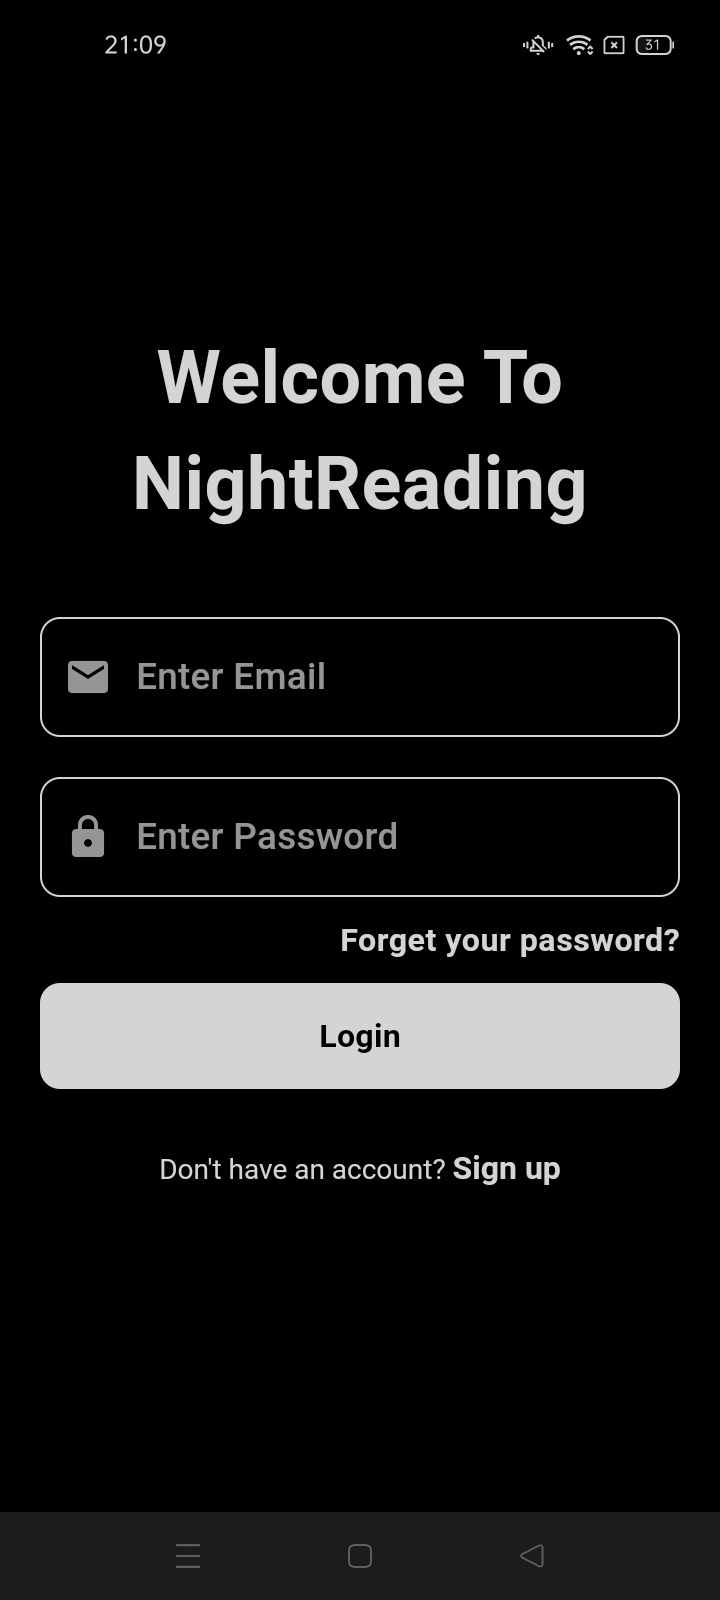 21:09
31
Welcome To
NightReading
Enter Email
Enter Password
Forget your password?
Login
Don't have an account? Sign up